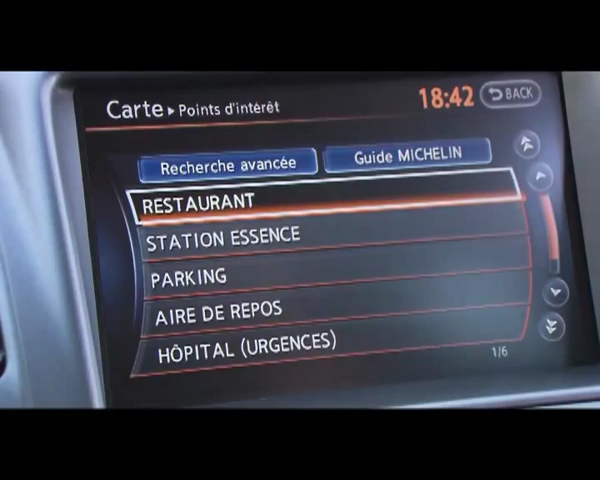 Carte ▸ Points d'intérêt 18:42 BACK
Recherche avancée Guide MICHELIN
RESTAURANT
STATION ESSENCE
PARKING
AIRE DE REPOS
HÔPITAL (URGENCES)
1/6